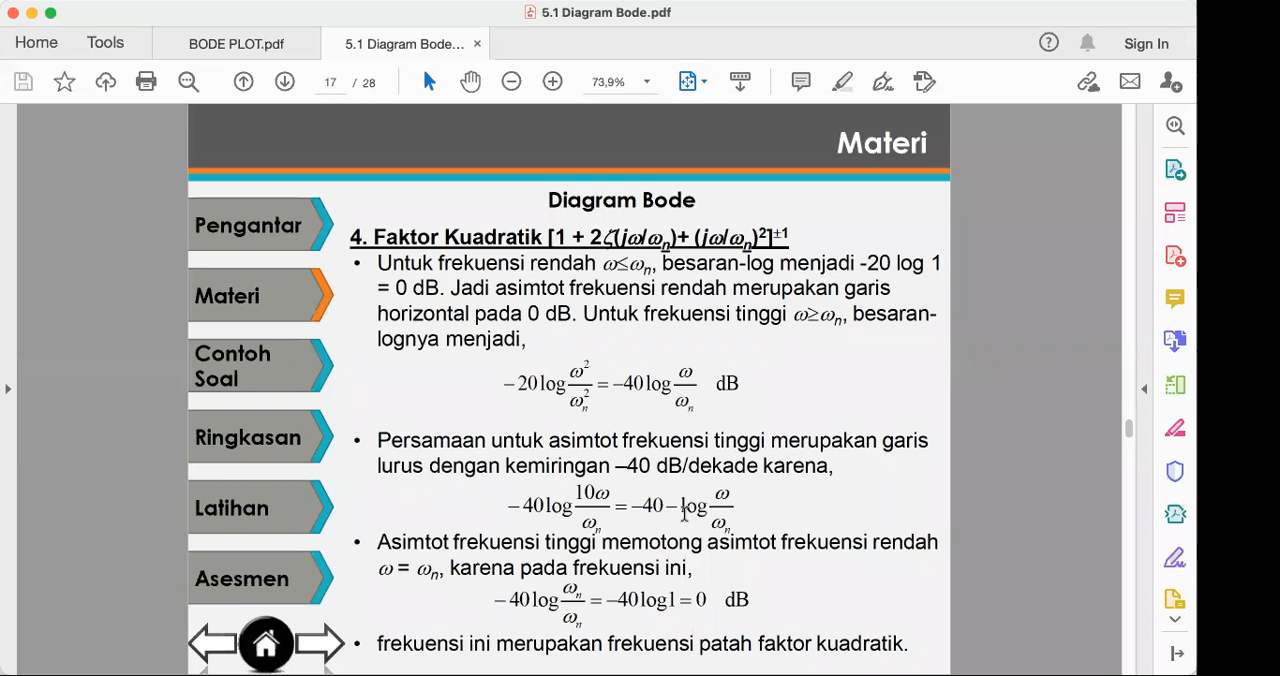 5.1 Diagram Bode.pdf
Home Tools BODE PLOT.pdf 5.1 Diagram Bode... × Sign In
17 / 28 73,9%
Materi
Diagram Bode
4. Faktor Kuadratik [1 + 2ζ(jω/ωn)+ (jω/ωn)²]±1
• Untuk frekuensi rendah ω≤ωn, besaran-log menjadi -20 log 1
= 0 dB. Jadi asimtot frekuensi rendah merupakan garis
horizontal pada 0 dB. Untuk frekuensi tinggi ω≥ωn, besaran-
lognya menjadi,
−20 log ω²/ωn² = −40 log ω/ωn dB
• Persamaan untuk asimtot frekuensi tinggi merupakan garis
lurus dengan kemiringan –40 dB/dekade karena,
−40 log 10ω/ωn = −40 − log ω/ωn
• Asimtot frekuensi tinggi memotong asimtot frekuensi rendah
ω = ωn, karena pada frekuensi ini,
−40 log ωn/ωn = −40 log 1 = 0 dB
• frekuensi ini merupakan frekuensi patah faktor kuadratik.
Pengantar
Materi
Contoh
Soal
Ringkasan
Latihan
Asesmen